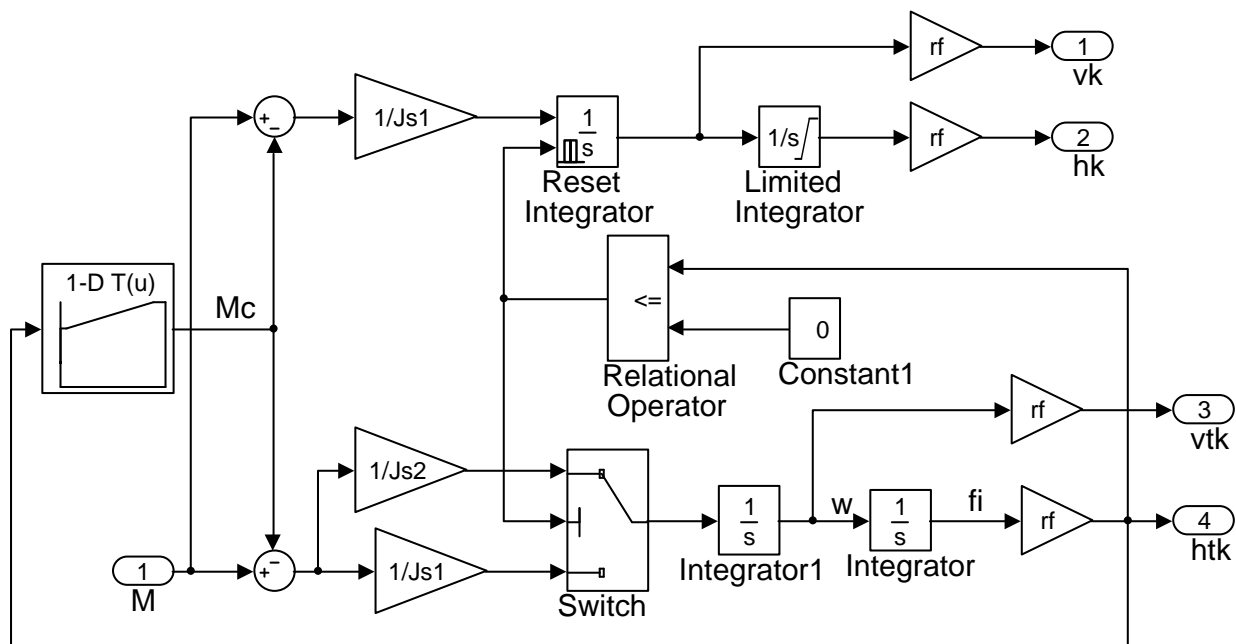 rf
1
vk
1/Js1
+
−
1
s
1/s
rf
2
hk
Reset
Integrator
Limited
Integrator
1-D T(u)
Mc
<=
0
Relational
Operator
Constant1
rf
3
vtk
1/Js2
1
M
+
−
1/Js1
Switch
1
s
Integrator1
w
1
s
Integrator
fi
rf
4
htk